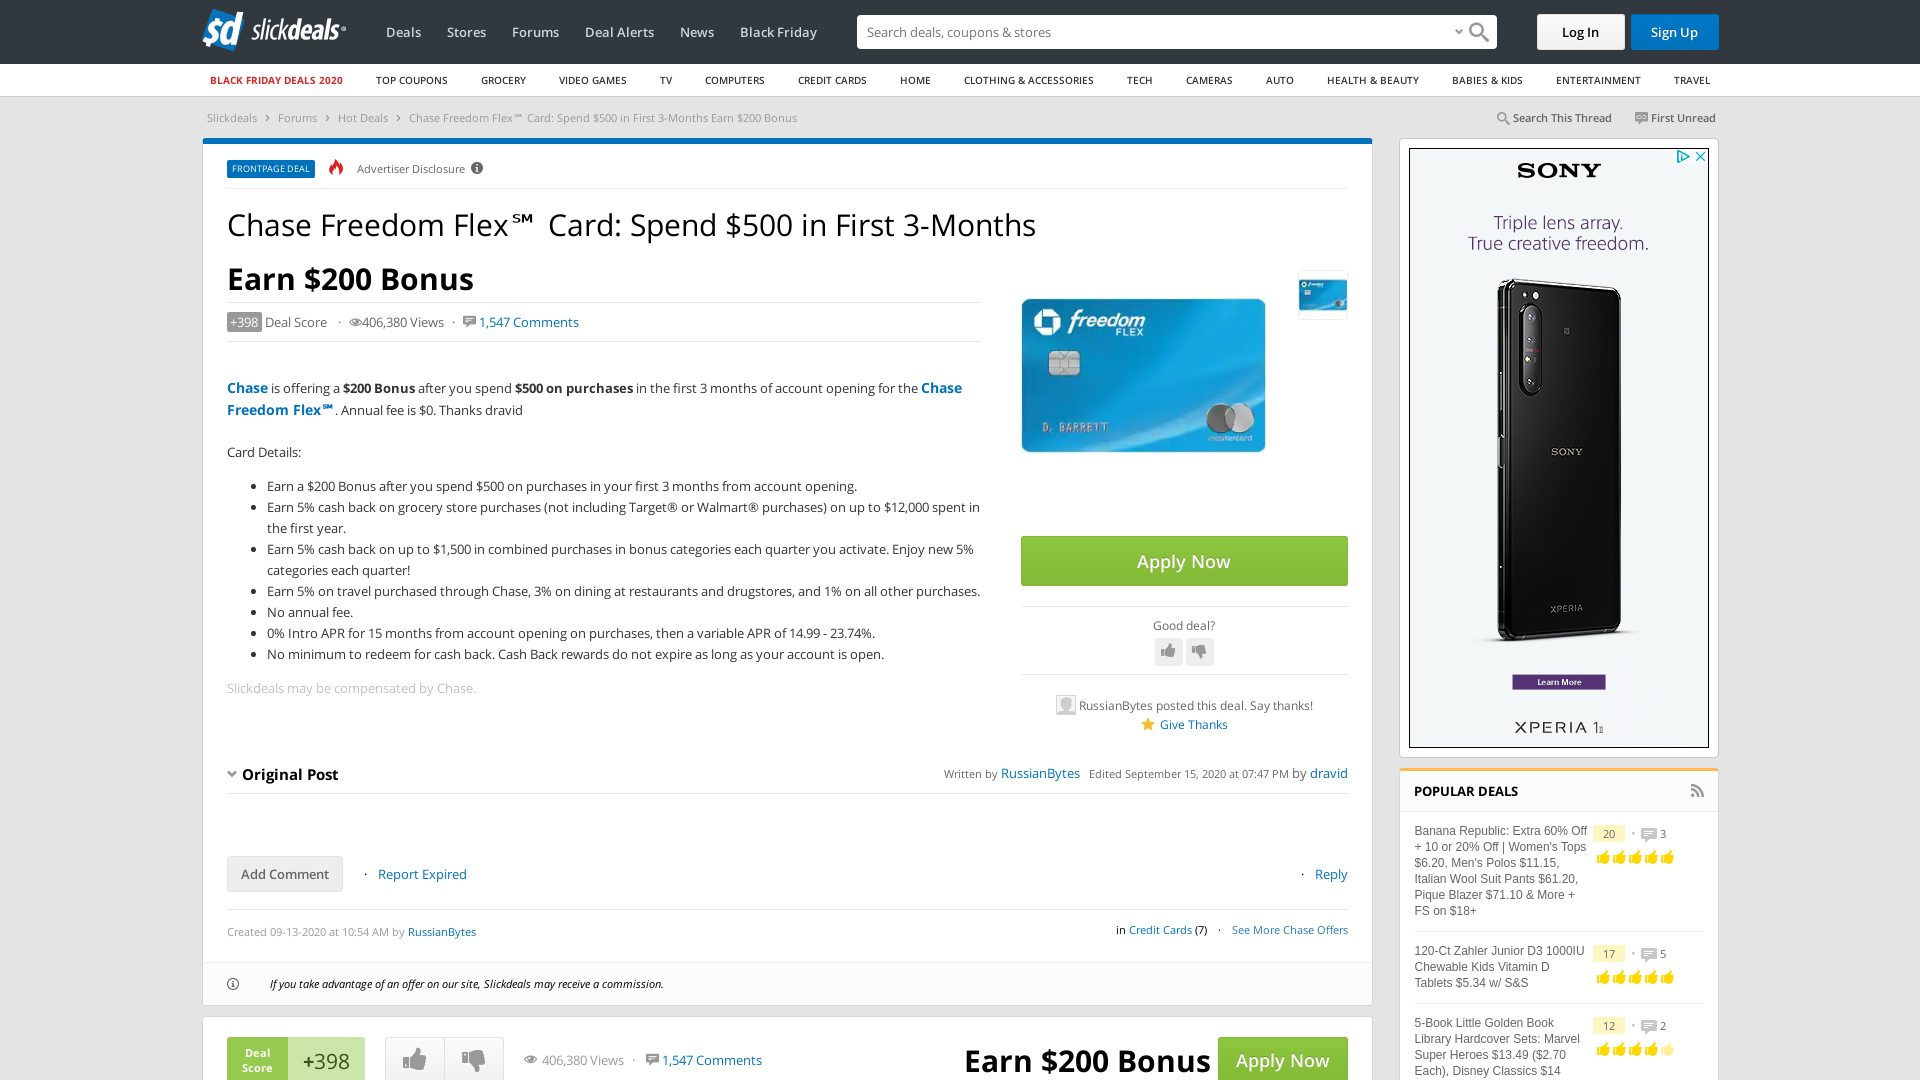 slickdeals
Deals
Stores
Forums
Deal Alerts
News
Black Friday
Search deals, coupons & stores
Log In
Sign Up
BLACK FRIDAY DEALS 2020
TOP COUPONS
GROCERY
VIDEO GAMES
TV
COMPUTERS
CREDIT CARDS
HOME
CLOTHING & ACCESSORIES
TECH
CAMERAS
AUTO
HEALTH & BEAUTY
BABIES & KIDS
ENTERTAINMENT
TRAVEL
Slickdeals › Forums › Hot Deals › Chase Freedom Flex℠ Card: Spend $500 in First 3-Months Earn $200 Bonus
Search This Thread
First Unread
FRONTPAGE DEAL
Advertiser Disclosure
Chase Freedom Flex℠ Card: Spend $500 in First 3-Months
Earn $200 Bonus
+398 Deal Score · 406,380 Views · 1,547 Comments
Chase is offering a $200 Bonus after you spend $500 on purchases in the first 3 months of account opening for the Chase
Freedom Flex℠. Annual fee is $0. Thanks dravid
Card Details:
• Earn a $200 Bonus after you spend $500 on purchases in your first 3 months from account opening.
• Earn 5% cash back on grocery store purchases (not including Target® or Walmart® purchases) on up to $12,000 spent in
the first year.
• Earn 5% cash back on up to $1,500 in combined purchases in bonus categories each quarter you activate. Enjoy new 5%
categories each quarter!
• Earn 5% on travel purchased through Chase, 3% on dining at restaurants and drugstores, and 1% on all other purchases.
• No annual fee.
• 0% Intro APR for 15 months from account opening on purchases, then a variable APR of 14.99 - 23.74%.
• No minimum to redeem for cash back. Cash Back rewards do not expire as long as your account is open.
Slickdeals may be compensated by Chase.
freedom
FLEX
D. BARRETT
mastercard
Apply Now
Good deal?
RussianBytes posted this deal. Say thanks!
Give Thanks
Original Post
Written by RussianBytes Edited September 15, 2020 at 07:47 PM by dravid
Add Comment
· Report Expired
· Reply
Created 09-13-2020 at 10:54 AM by RussianBytes
in Credit Cards (7) · See More Chase Offers
If you take advantage of an offer on our site, Slickdeals may receive a commission.
Deal
Score
+398
406,380 Views · 1,547 Comments
Earn $200 Bonus
Apply Now
SONY
Triple lens array.
True creative freedom.
SONY
XPERIA
Learn More
XPERIA 1 II
POPULAR DEALS
Banana Republic: Extra 60% Off
+ 10 or 20% Off | Women's Tops
$6.20, Men's Polos $11.15,
Italian Wool Suit Pants $61.20,
Pique Blazer $71.10 & More +
FS on $18+
20 • 3
120-Ct Zahler Junior D3 1000IU
Chewable Kids Vitamin D
Tablets $5.34 w/ S&S
17 • 5
5-Book Little Golden Book
Library Hardcover Sets: Marvel
Super Heroes $13.49 ($2.70
Each), Disney Classics $14
12 • 2